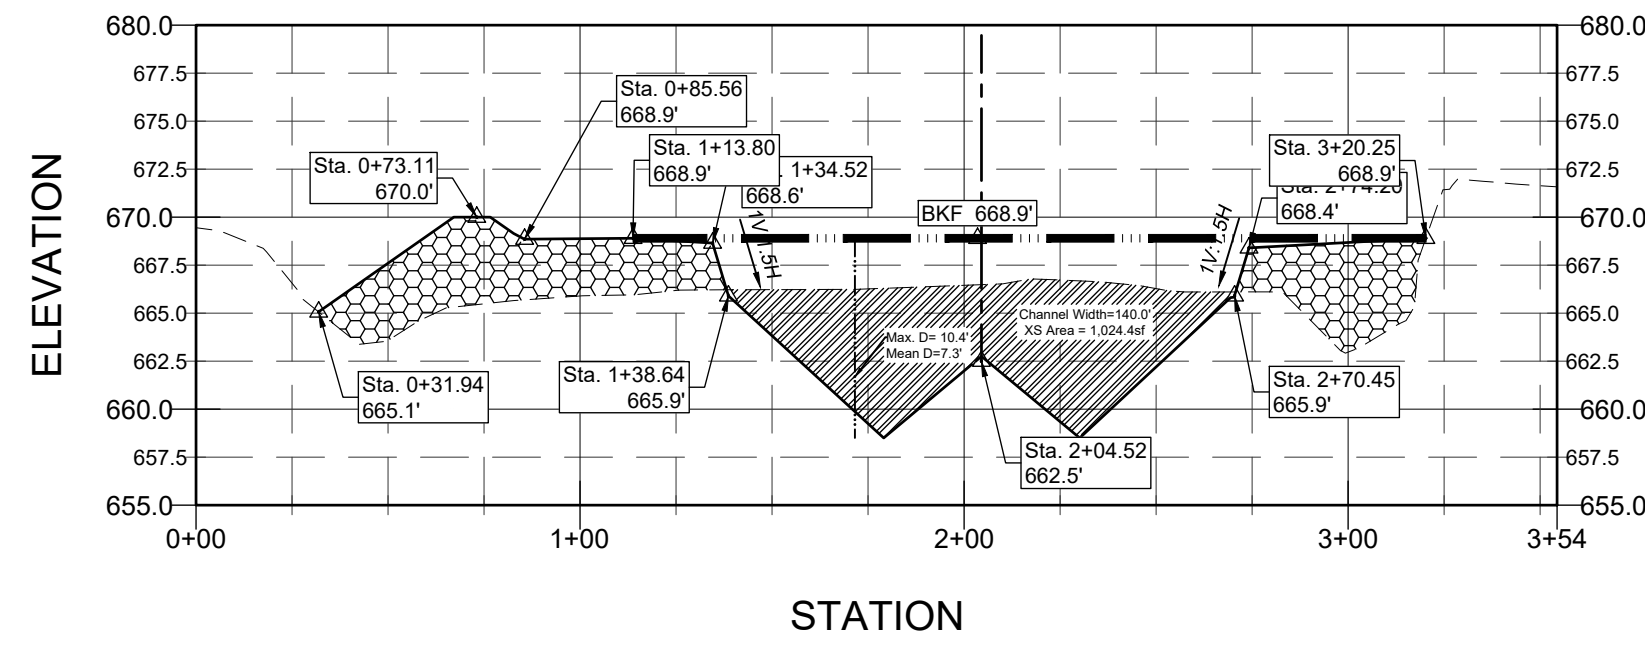 680.0
680.0
677.5
677.5
675.0
675.0
672.5
672.5
670.0
670.0
667.5
667.5
665.0
665.0
662.5
662.5
660.0
660.0
657.5
657.5
655.0
655.0
ELEVATION
Sta. 0+85.56
668.9'
Sta. 1+13.80
668.9'
Sta. 0+73.11
670.0'
1+34.52
668.6'
Sta. 3+20.25
668.9'
668.4'
BKF 668.9'
1V:1.5H
1V:1.5H
Channel Width=140.0'
XS Area = 1,024.4sf
Max. D= 10.4'
Mean D=7.3'
Sta. 0+31.94
665.1'
Sta. 1+38.64
665.9'
Sta. 2+70.45
665.9'
Sta. 2+04.52
662.5'
0+00
1+00
2+00
3+00
3+54
STATION